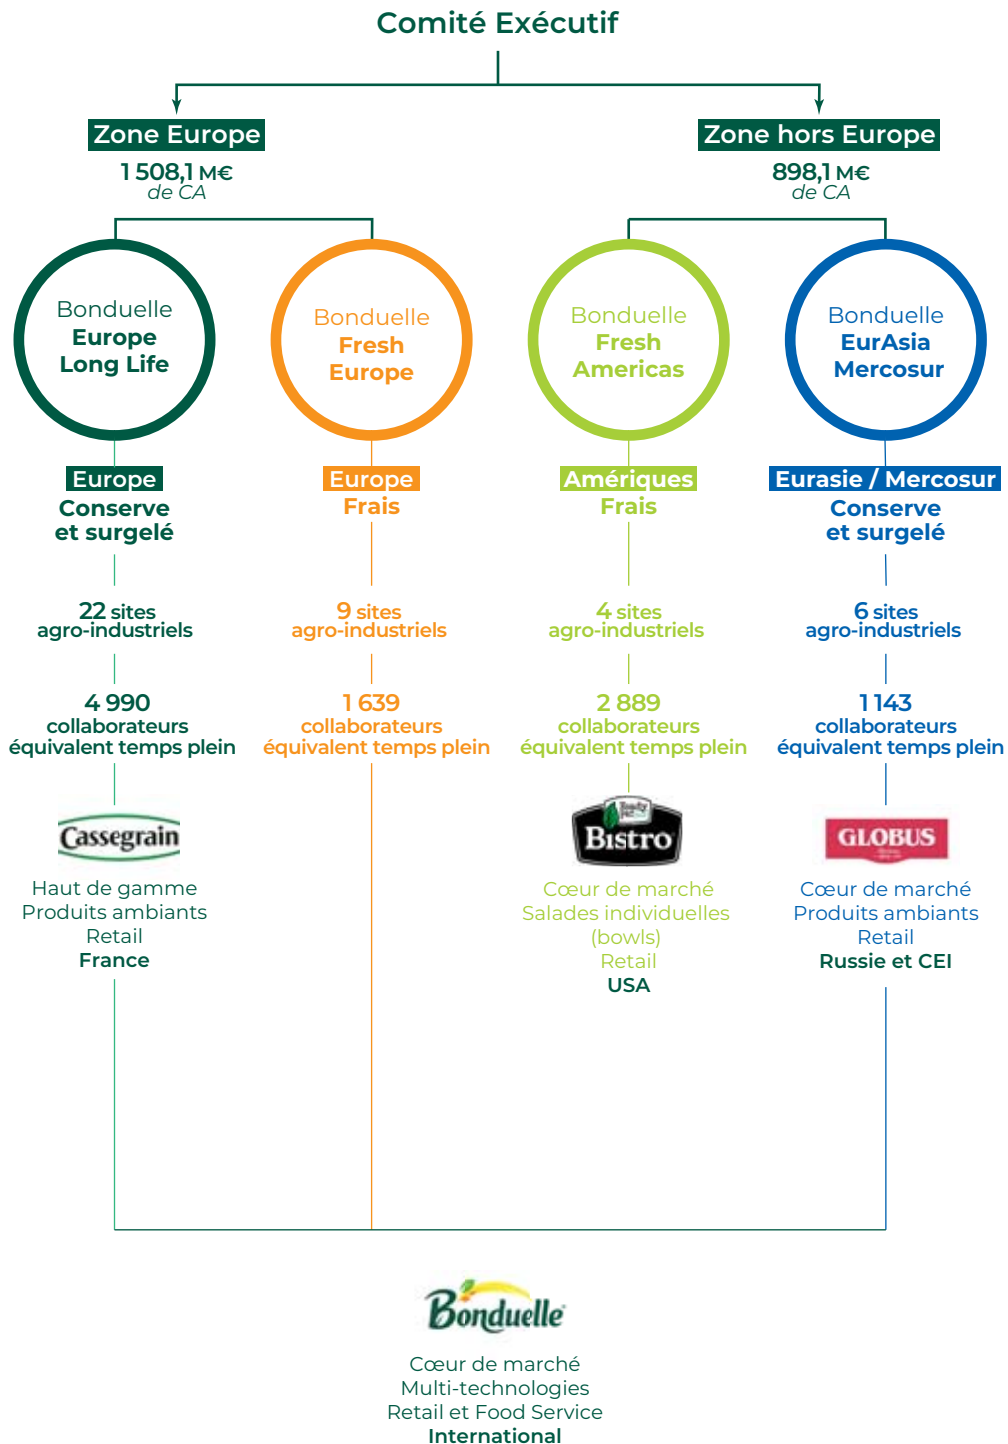 Comité Exécutif
Zone Europe
1 508,1 M€
de CA
Zone hors Europe
898,1 M€
de CA
Bonduelle
Europe
Long Life
Bonduelle
Fresh
Europe
Bonduelle
Fresh
Americas
Bonduelle
EurAsia
Mercosur
Europe
Conserve
et surgelé
Europe
Frais
Amériques
Frais
Eurasie / Mercosur
Conserve
et surgelé
22 sites
agro-industriels
9 sites
agro-industriels
4 sites
agro-industriels
6 sites
agro-industriels
4 990
collaborateurs
équivalent temps plein
1 639
collaborateurs
équivalent temps plein
2 889
collaborateurs
équivalent temps plein
1 143
collaborateurs
équivalent temps plein
Cassegrain
Haut de gamme
Produits ambiants
Retail
France
Ready
Bistro
Cœur de marché
Salades individuelles
(bowls)
Retail
USA
GLOBUS
Cœur de marché
Produits ambiants
Retail
Russie et CEI
Bonduelle
Cœur de marché
Multi-technologies
Retail et Food Service
International